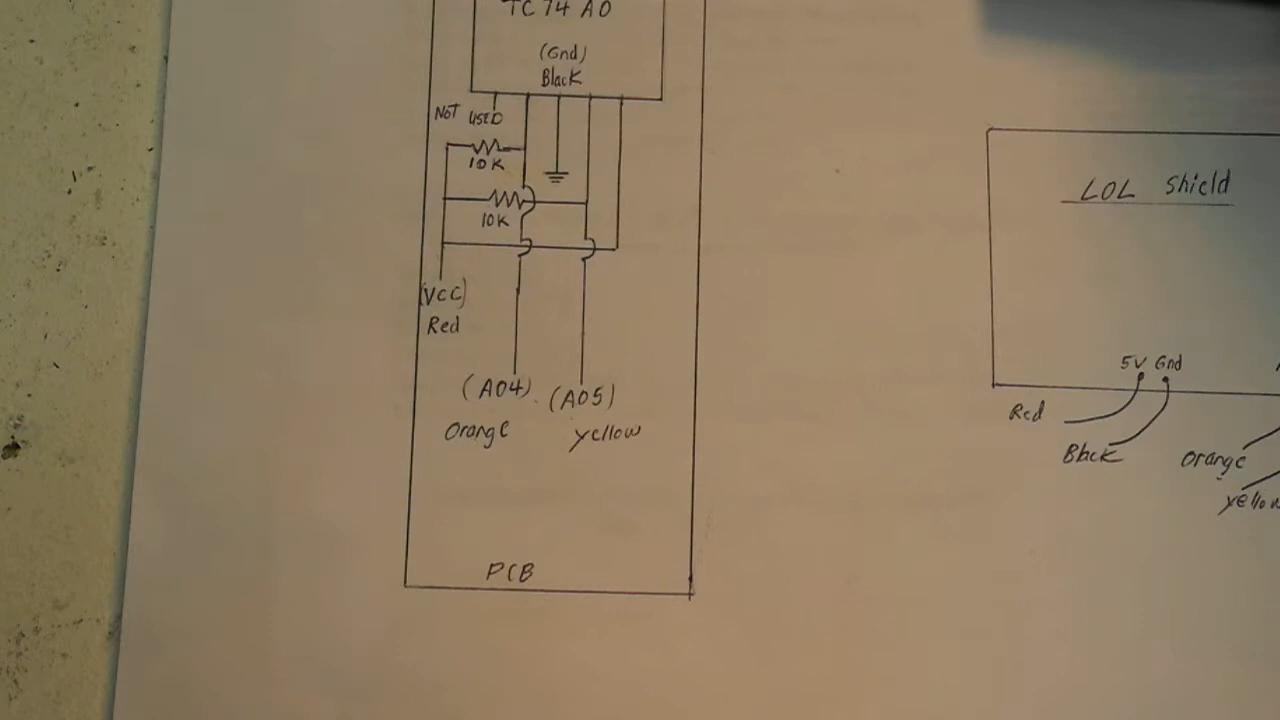 TC74 A0
(Gnd)
Black
NOT USED
10K
10K
(VCC)
Red
(A04)
(A05)
Orange
yellow
PCB
LOL Shield
5V Gnd
Red
Black
Orange
yellow